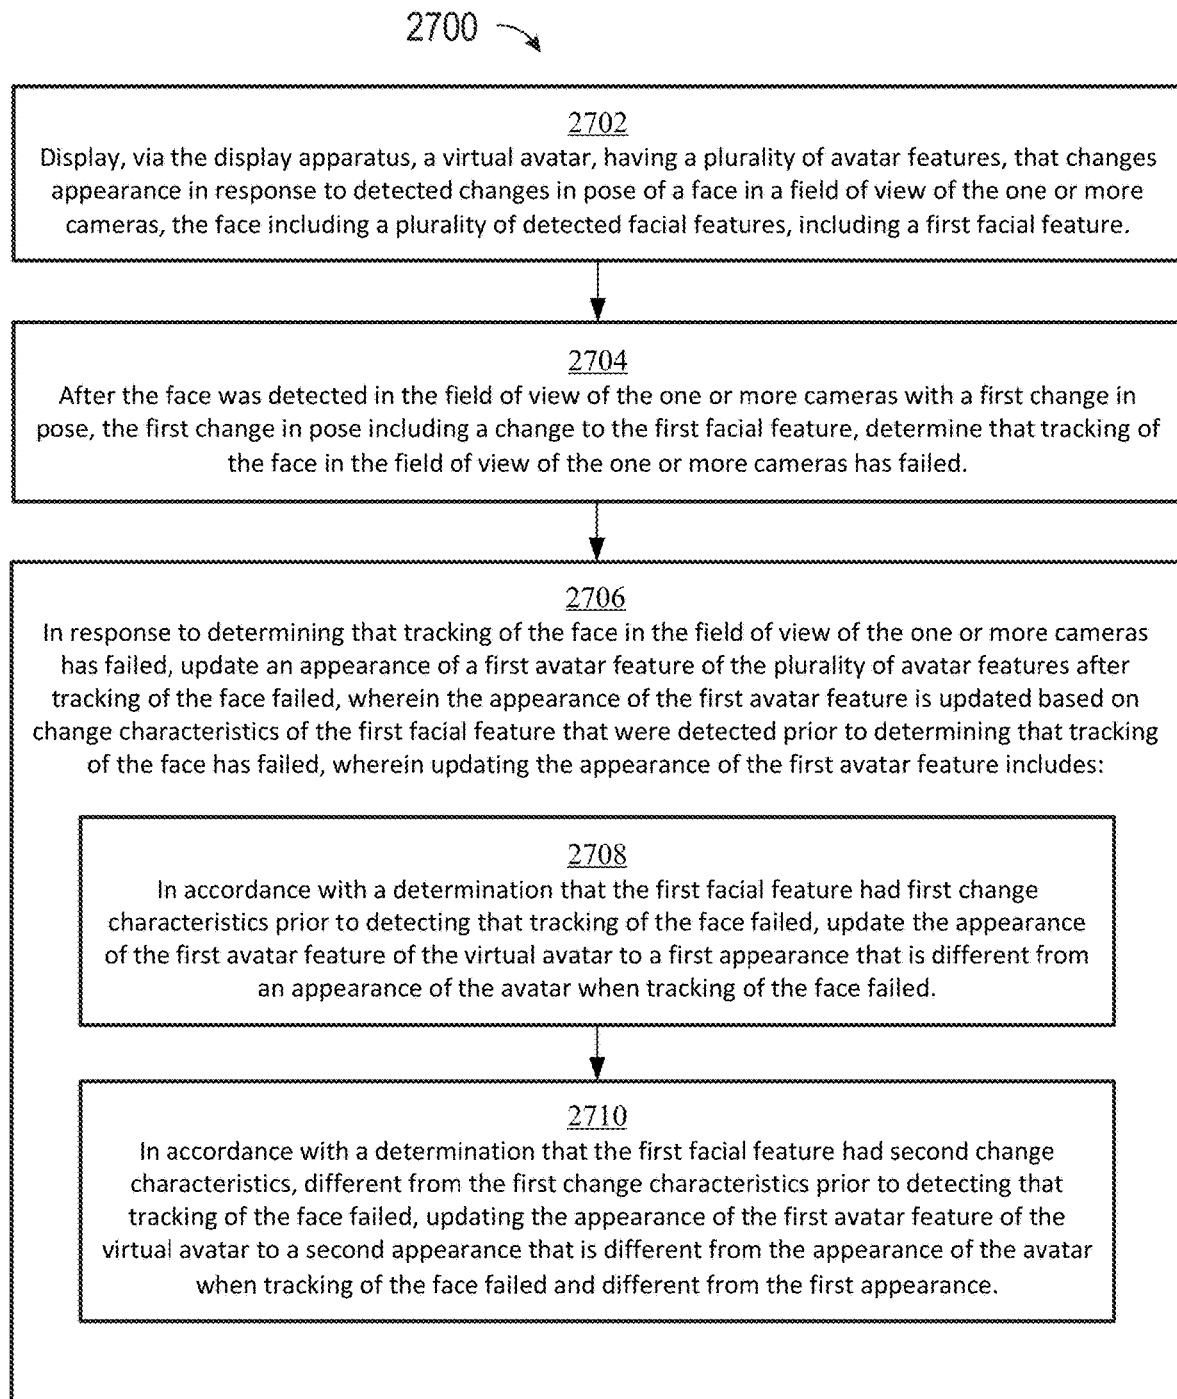 2700
2702
Display, via the display apparatus, a virtual avatar, having a plurality of avatar features, that changes
appearance in response to detected changes in pose of a face in a field of view of the one or more
cameras, the face including a plurality of detected facial features, including a first facial feature.
2704
After the face was detected in the field of view of the one or more cameras with a first change in
pose, the first change in pose including a change to the first facial feature, determine that tracking of
the face in the field of view of the one or more cameras has failed.
2706
In response to determining that tracking of the face in the field of view of the one or more cameras
has failed, update an appearance of a first avatar feature of the plurality of avatar features after
tracking of the face failed, wherein the appearance of the first avatar feature is updated based on
change characteristics of the first facial feature that were detected prior to determining that tracking
of the face has failed, wherein updating the appearance of the first avatar feature includes:
2708
In accordance with a determination that the first facial feature had first change
characteristics prior to detecting that tracking of the face failed, update the appearance
of the first avatar feature of the virtual avatar to a first appearance that is different from
an appearance of the avatar when tracking of the face failed.
2710
In accordance with a determination that the first facial feature had second change
characteristics, different from the first change characteristics prior to detecting that
tracking of the face failed, updating the appearance of the first avatar feature of the
virtual avatar to a second appearance that is different from the appearance of the avatar
when tracking of the face failed and different from the first appearance.